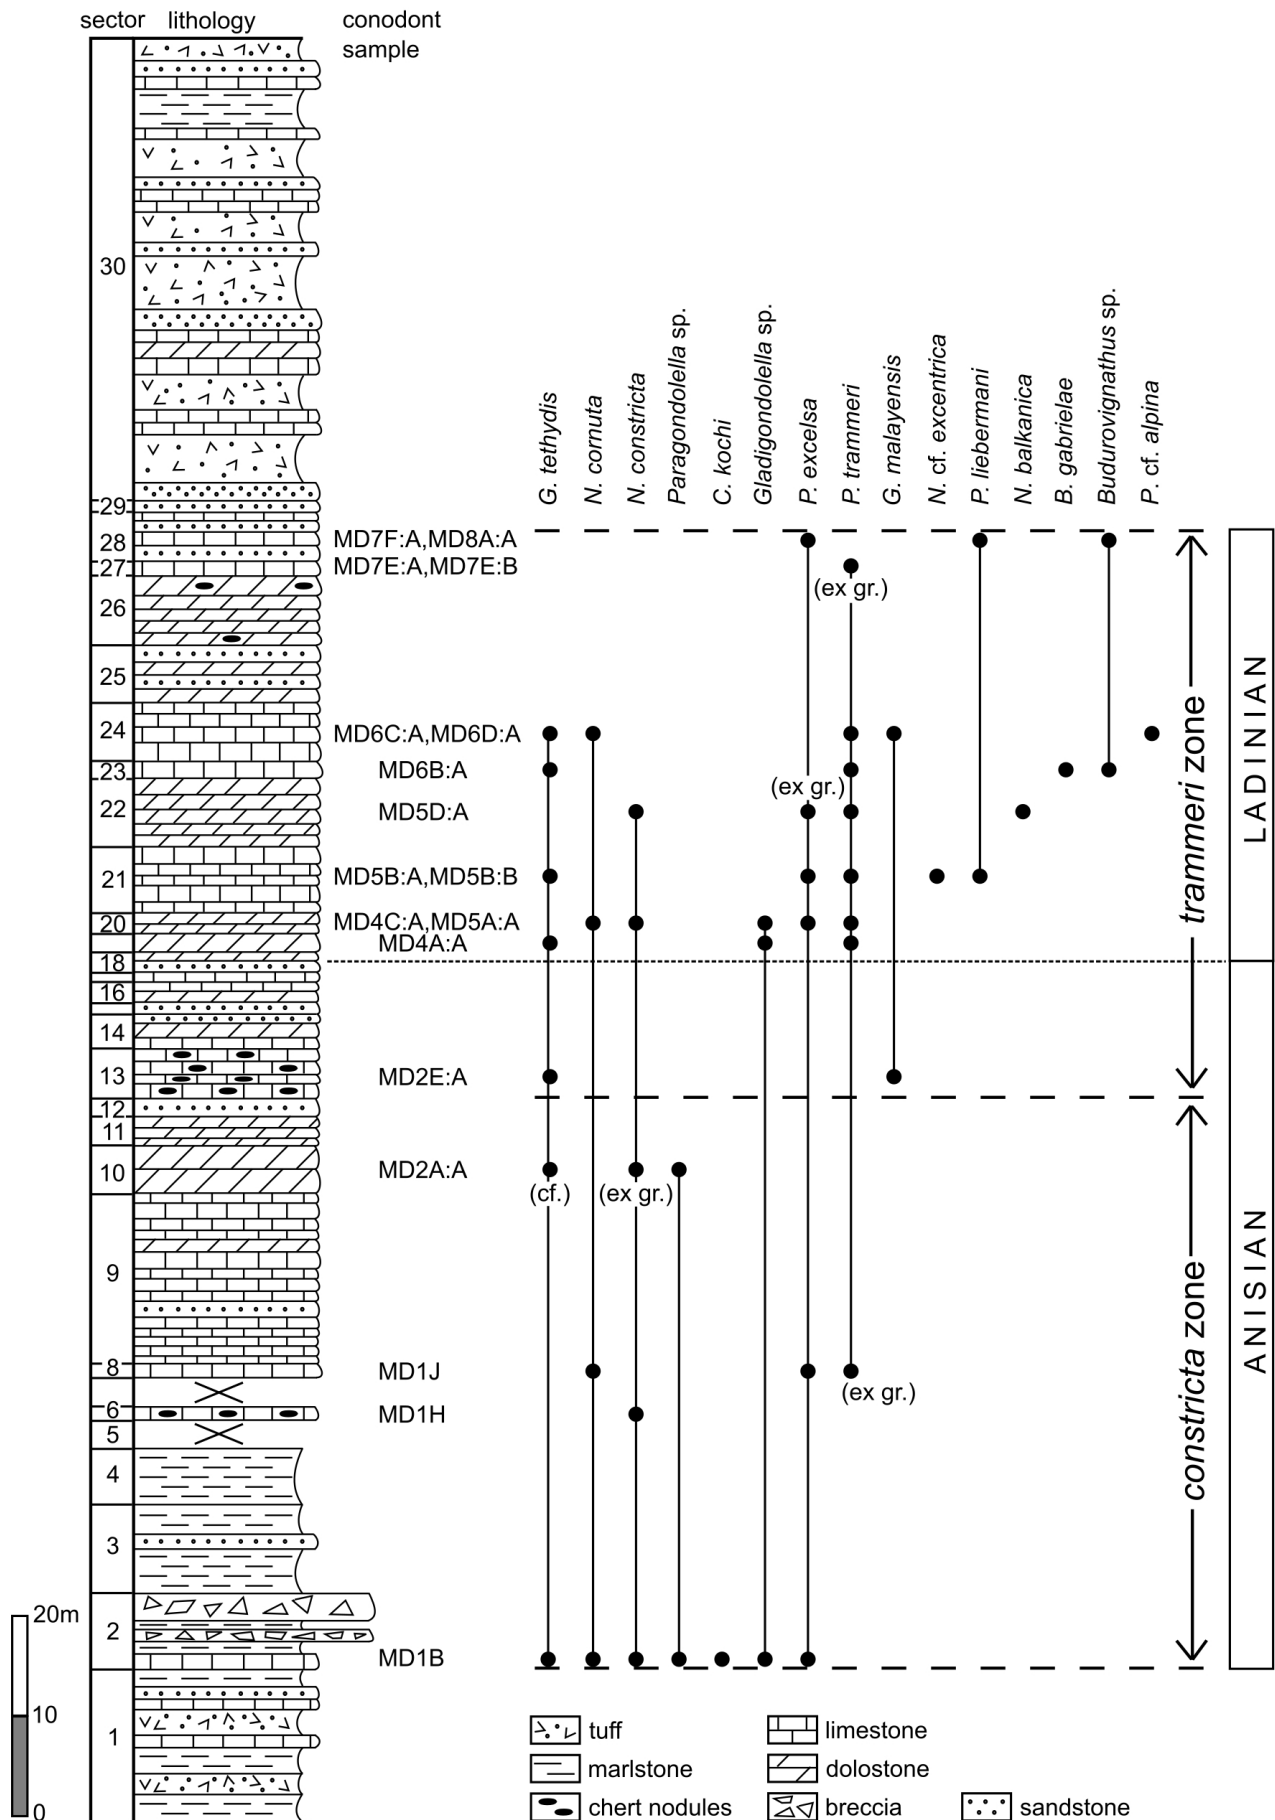 sector lithology conodont
sample
30
G. tethydis
N. cornuta
N. constricta
Paragondolella sp.
C. kochi
Gladigondolella sp.
P. excelsa
P. trammeri
G. malayensis
N. cf. excentrica
P. liebermani
N. balkanica
B. gabrielae
Budurovignathus sp.
P. cf. alpina
29
28 MD7F:A,MD8A:A
27 MD7E:A,MD7E:B
(ex gr.)
26
25
24 MD6C:A,MD6D:A
23 MD6B:A
(ex gr.)
22 MD5D:A
21 MD5B:A,MD5B:B
20 MD4C:A,MD5A:A
MD4A:A
18
16
14
13 MD2E:A
12
11
10 MD2A:A
(cf.) (ex gr.)
9
8 MD1J
(ex gr.)
6 MD1H
5
4
3
2 MD1B
1
trammeri zone
constricta zone
LADINIAN
ANISIAN
20m
10
0
tuff limestone
marlstone dolostone
chert nodules breccia sandstone